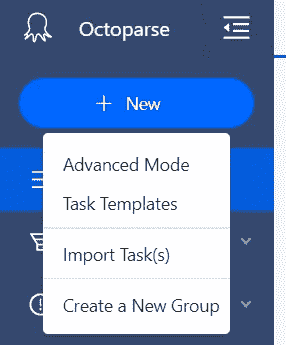 Octoparse
+ New
Advanced Mode
Task Templates
Import Task(s)
Create a New Group